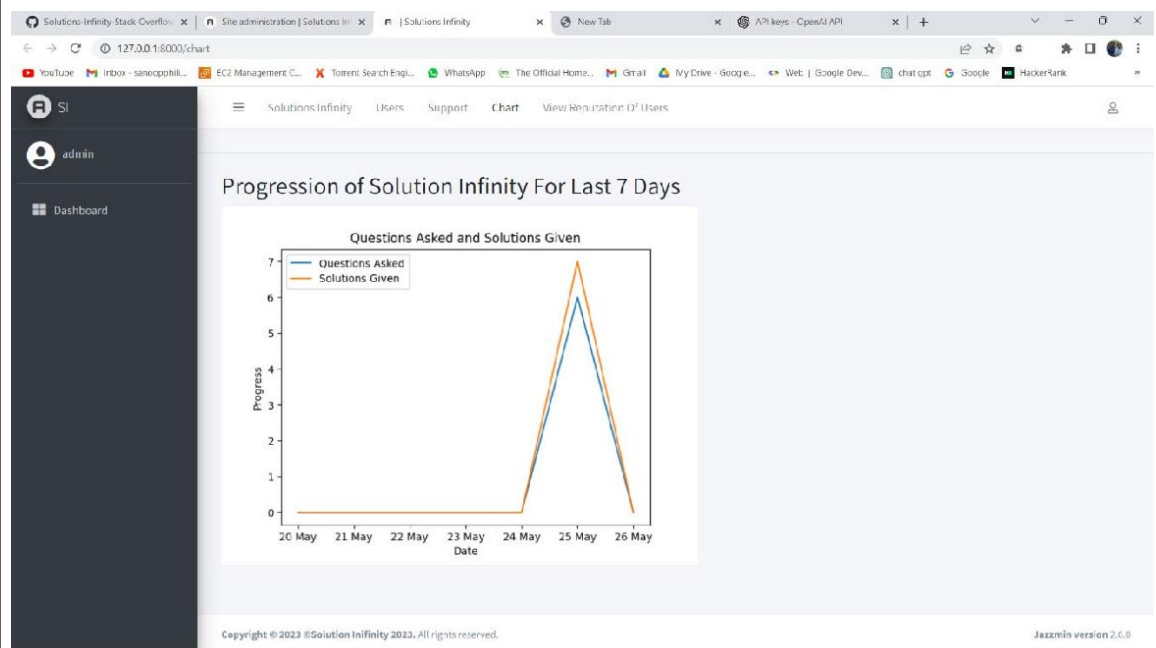 Solutions-Infinity-Stack-Overflov
Site administration | Solutions In
| Solutions Infinity
New Tab
API keys - OpenAI API
127.0.0.1:8000/chart
YouTube
Inbox - sanoopphili...
EC2 Management C...
Torrent Search Engi...
WhatsApp
The Official Home...
Gmail
My Drive - Google...
Web | Google Dev...
chat gpt
Google
HackerRank
SI
Solutions Infinity
Users
Support
Chart
View Reputation Of Users
admin
Dashboard
Progression of Solution Infinity For Last 7 Days
Questions Asked and Solutions Given
Questions Asked
Solutions Given
7
6
5
4
3
2
1
0
Progress
20 May 21 May 22 May 23 May 24 May 25 May 26 May
Date
Copyright © 2023 ©Solution Inifinity 2023. All rights reserved.
Jazzmin version 2.6.0